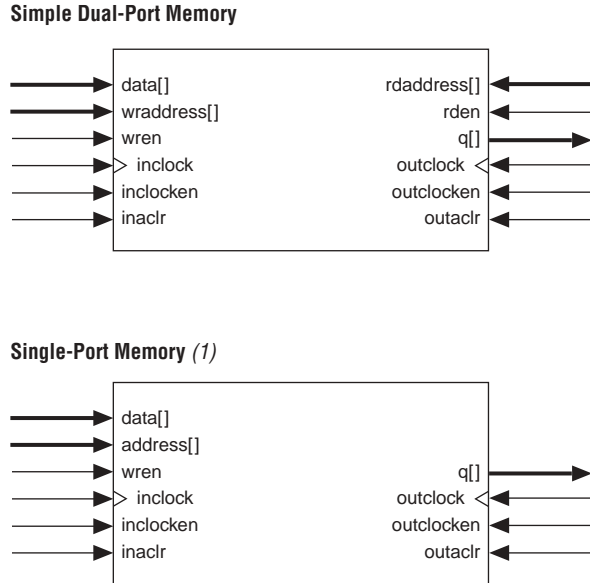 Simple Dual-Port Memory
data[] rdaddress[]
wraddress[] rden
wren q[]
inclock outclock
inclocken outclocken
inaclr outaclr
Single-Port Memory (1)
data[]
address[]
wren q[]
inclock outclock
inclocken outclocken
inaclr outaclr